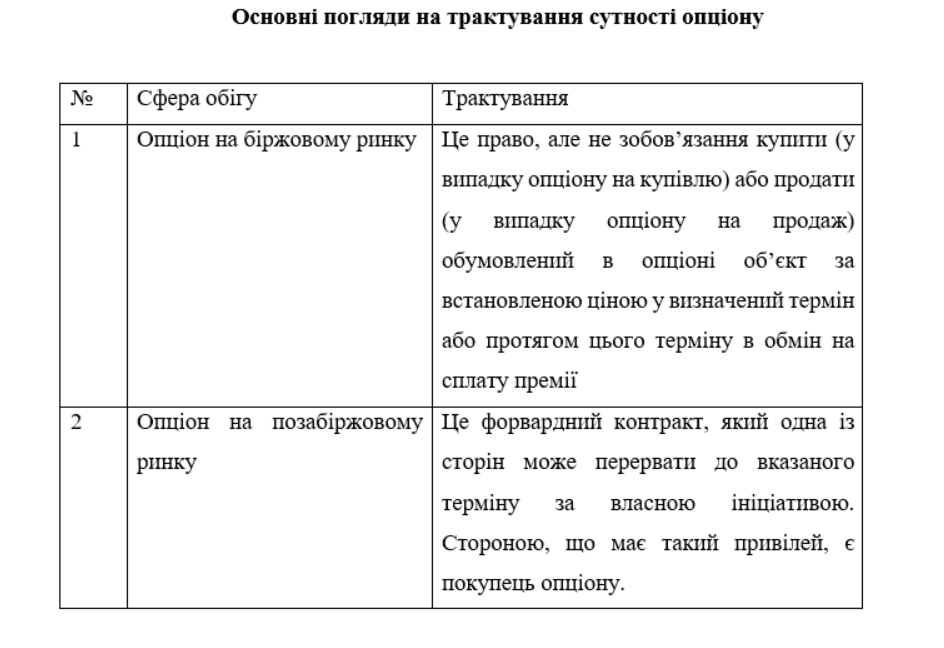 Основні погляди на трактування сутності опціону
№ Сфера обігу Трактування
1 Опціон на біржовому ринку Це право, але не зобов’язання купити (у
випадку опціону на купівлю) або продати
(у випадку опціону на продаж)
обумовлений в опціоні об’єкт за
встановленою ціною у визначений термін
або протягом цього терміну в обмін на
сплату премії
2 Опціон на позабіржовому Це форвардний контракт, який одна із
ринку сторін може перервати до вказаного
терміну за власною ініціативою.
Стороною, що має такий привілей, є
покупець опціону.